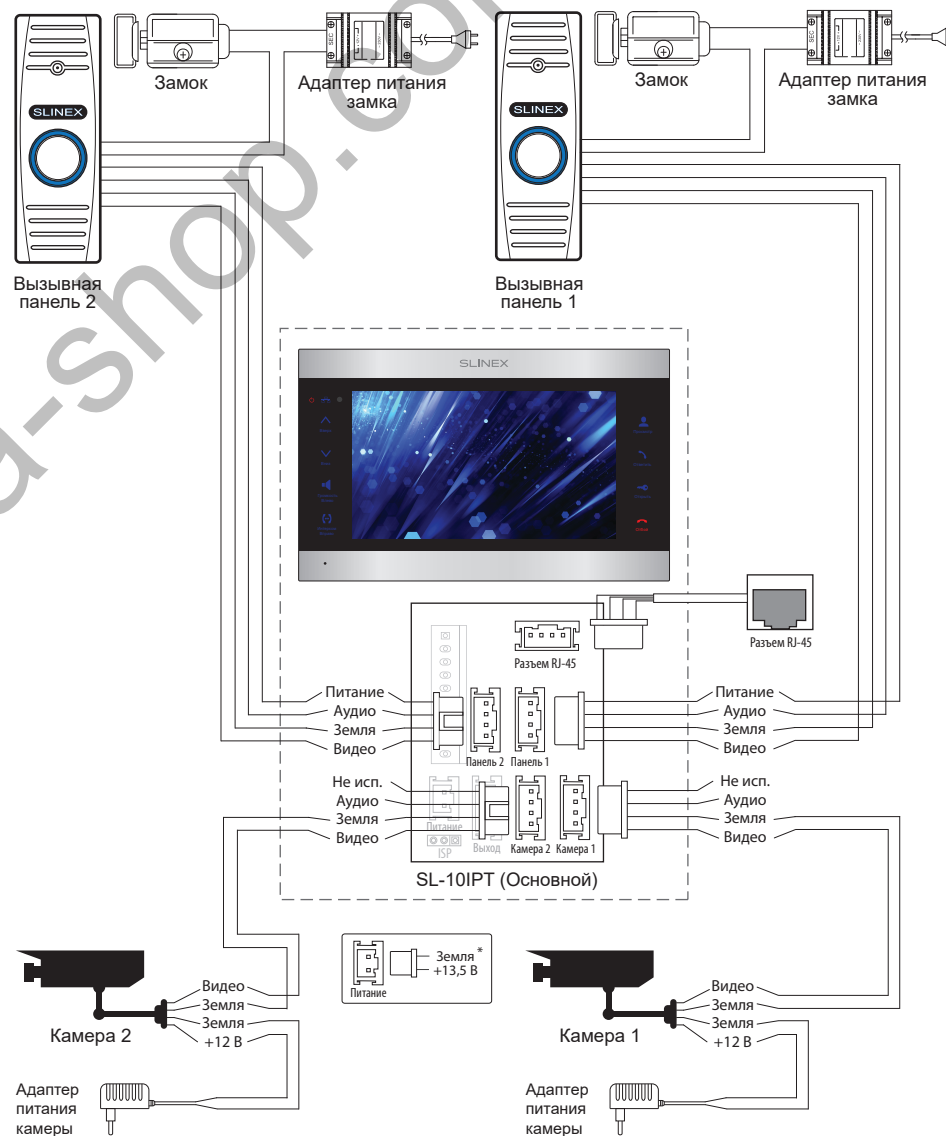 Замок
Адаптер питания
замка
SLINEX
Вызывная
панель 2
SEC
Замок
Адаптер питания
замка
SLINEX
Вызывная
панель 1
SEC
SLINEX
Разъем RJ-45
Разъем RJ-45
Питание
Аудио
Земля
Видео
Панель 2
Панель 1
Питание
Аудио
Земля
Видео
Не исп.
Аудио
Земля
Видео
Питание
ISP
Выход
Камера 2
Камера 1
Не исп.
Аудио
Земля
Видео
SL-10IPT (Основной)
Питание
Земля *
+13,5 В
Видео
Земля
Земля
+12 В
Камера 2
Адаптер
питания
камеры
Видео
Земля
Земля
+12 В
Камера 1
Адаптер
питания
камеры
a-shop.com